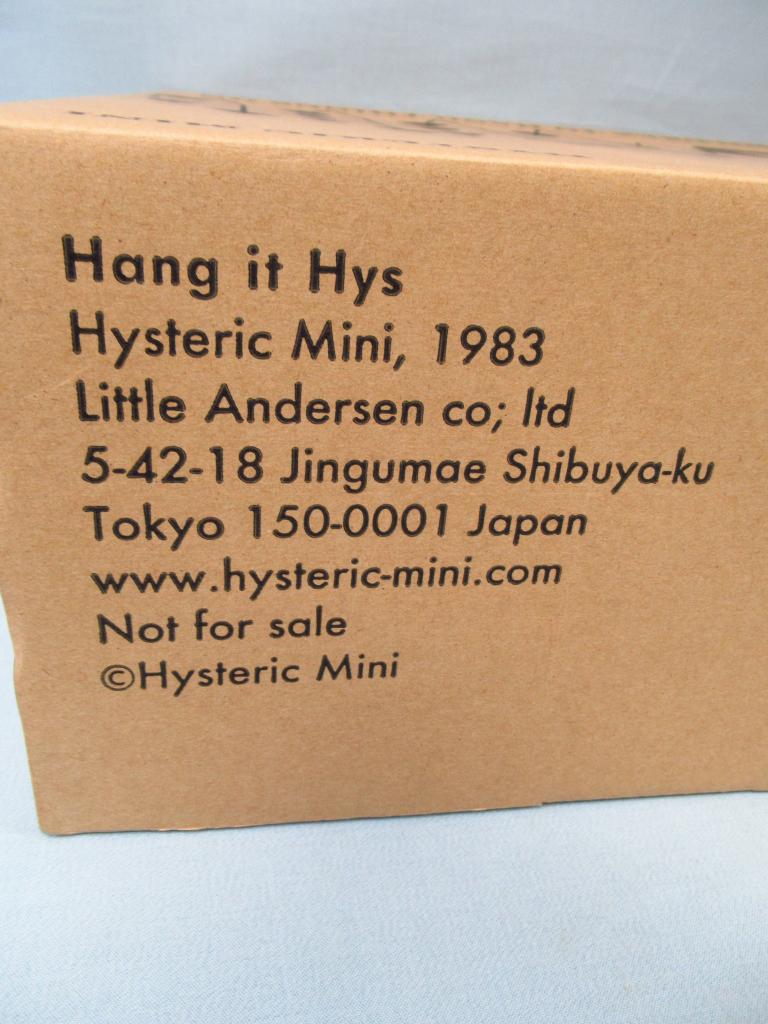 Hang it Hys
Hysteric Mini, 1983
Little Andersen co; ltd
5-42-18 Jingumae Shibuya-ku
Tokyo 150-0001 Japan
www.hysteric-mini.com
Not for sale
©Hysteric Mini